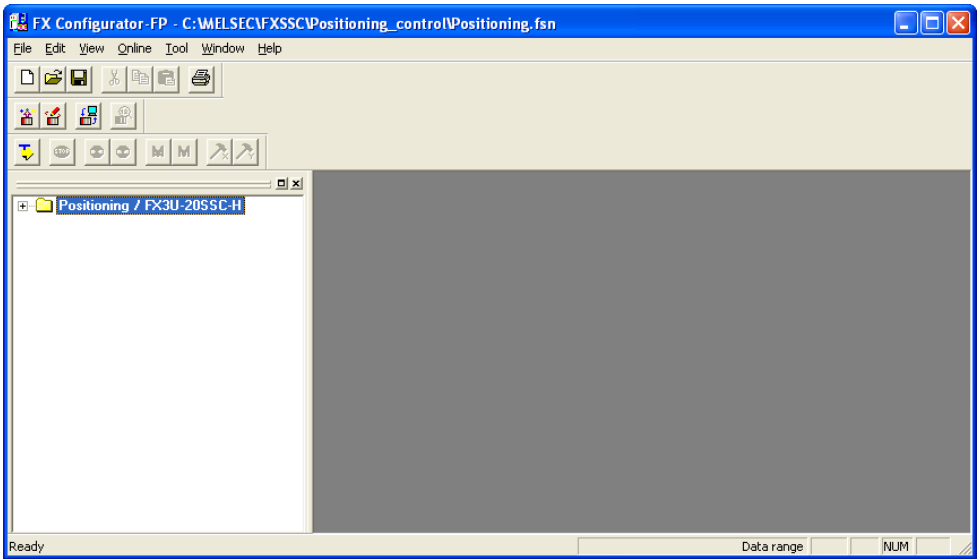 FX Configurator-FP - C:\MELSEC\FXSSC\Positioning_control\Positioning.fsn
File Edit View Online Tool Window Help
STOP
Positioning / FX3U-20SSC-H
Ready Data range NUM